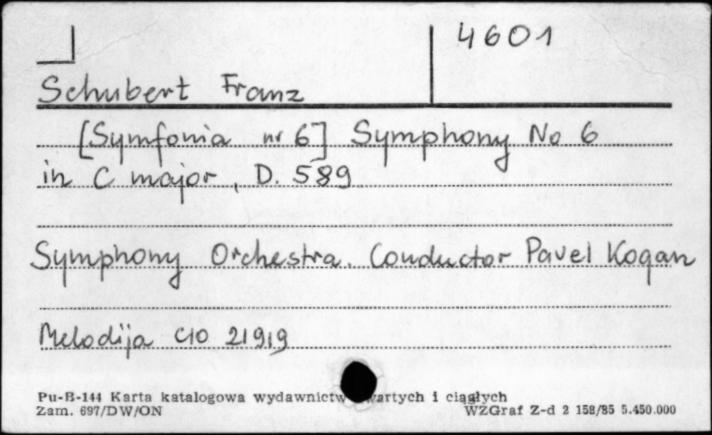 4601
Schubert Franz
[Symfonia nr 6] Symphony No 6
in C major, D. 589
Symphony Orchestra. Conductor Pavel Kogan
Melodija C10 21919
Pu-B-144 Karta katalogowa wydawnictw zwartych i ciągłych
Zam. 697/DW/ON WZGraf Z-d 2 158/85 5.450.000